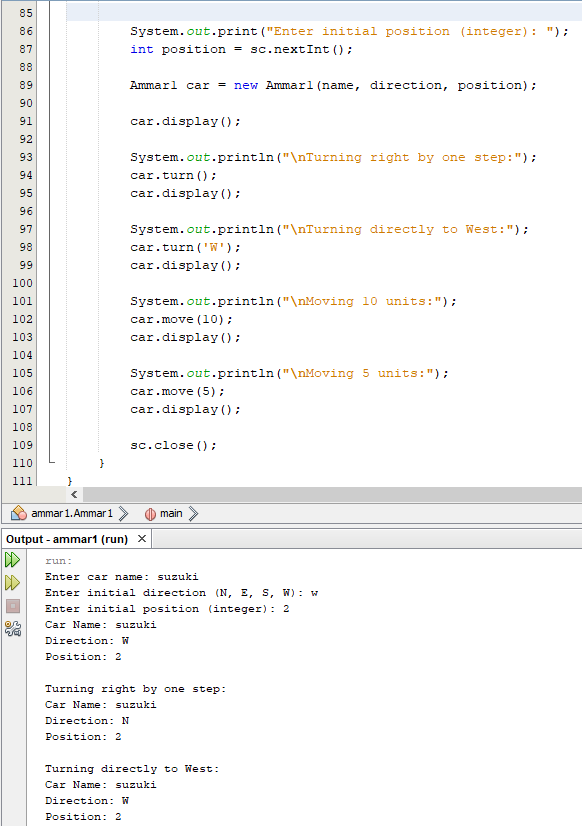 85
86 System.out.print("Enter initial position (integer): ");
87 int position = sc.nextInt();
88
89 Ammar1 car = new Ammar1(name, direction, position);
90
91 car.display();
92
93 System.out.println("\nTurning right by one step:");
94 car.turn();
95 car.display();
96
97 System.out.println("\nTurning directly to West:");
98 car.turn('W');
99 car.display();
100
101 System.out.println("\nMoving 10 units:");
102 car.move(10);
103 car.display();
104
105 System.out.println("\nMoving 5 units:");
106 car.move(5);
107 car.display();
108
109 sc.close();
110 }
111 }
ammar1.Ammar1 main
Output - ammar1 (run) ×
run:
Enter car name: suzuki
Enter initial direction (N, E, S, W): w
Enter initial position (integer): 2
Car Name: suzuki
Direction: W
Position: 2

Turning right by one step:
Car Name: suzuki
Direction: N
Position: 2

Turning directly to West:
Car Name: suzuki
Direction: W
Position: 2